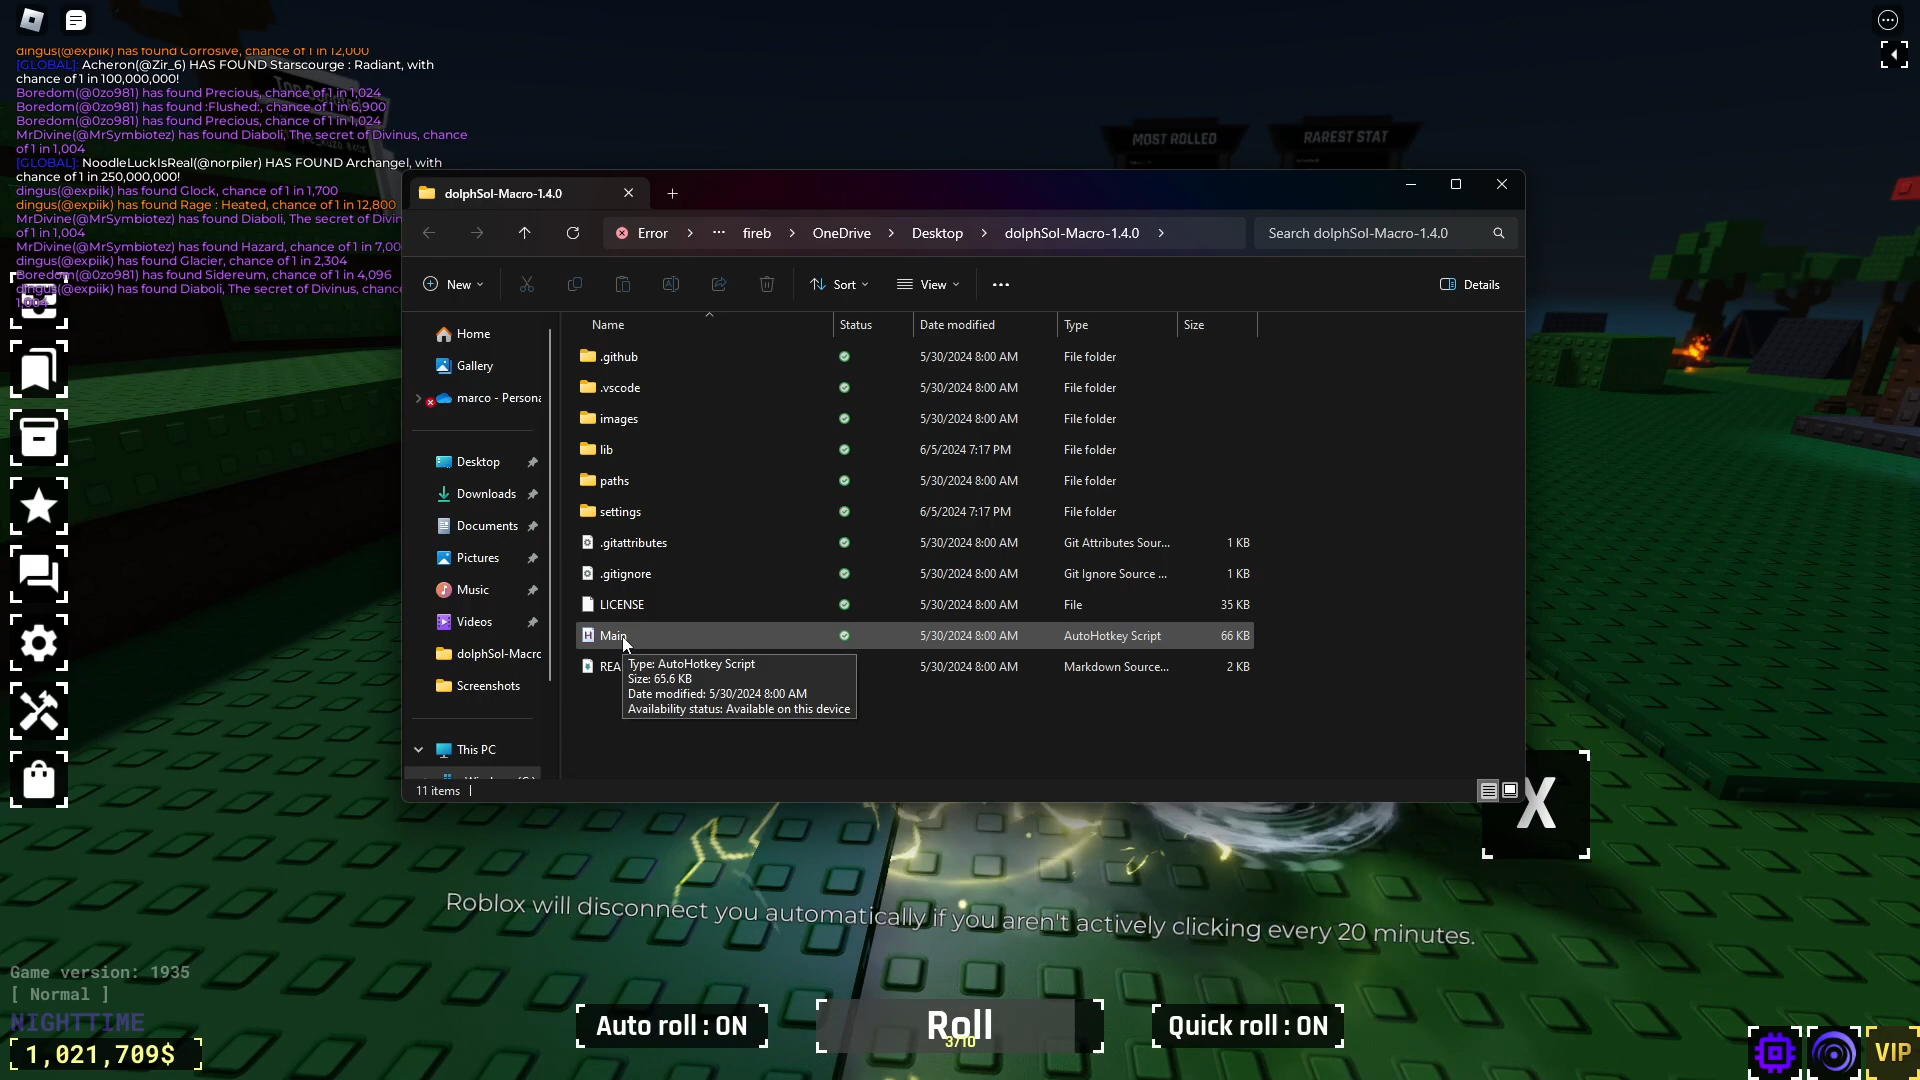 dingus(@expiik) has found Corrosive, chance of 1 in 12,000
[GLOBAL]: Acheron(@Zir_6) HAS FOUND Starscourge : Radiant, with
chance of 1 in 100,000,000!
Boredom(@0zo981) has found Precious, chance of 1 in 1,024
Boredom(@0zo981) has found :Flushed:, chance of 1 in 6,900
Boredom(@0zo981) has found Precious, chance of 1 in 1,024
MrDivine(@MrSymbiotez) has found Diaboli, The secret of Divinus, chance
of 1 in 1,004
[GLOBAL]: NoodleLuckIsReal(@norpiler) HAS FOUND Archangel, with
chance of 1 in 250,000,000!
dingus(@expiik) has found Glock, chance of 1 in 1,700
dingus(@expiik) has found Rage : Heated, chance of 1 in 12,800
MrDivine(@MrSymbiotez) has found Diaboli, The secret of Divin
of 1 in 1,004
MrDivine(@MrSymbiotez) has found Hazard, chance of 1 in 7,00
dingus(@expiik) has found Glacier, chance of 1 in 2,304
Boredom(@0zo981) has found Sidereum, chance of 1 in 4,096
dingus(@expiik) has found Diaboli, The secret of Divinus, chance
1,004
MOST ROLLED
RAREST STAT
dolphSol-Macro-1.4.0
Error > ... fireb > OneDrive > Desktop > dolphSol-Macro-1.4.0 >
Search dolphSol-Macro-1.4.0
New
Sort
View
Details
Home
Gallery
marco - Persona
Desktop
Downloads
Documents
Pictures
Music
Videos
dolphSol-Macro
Screenshots
This PC
Name Status Date modified Type Size
.github 5/30/2024 8:00 AM File folder
.vscode 5/30/2024 8:00 AM File folder
images 5/30/2024 8:00 AM File folder
lib 6/5/2024 7:17 PM File folder
paths 5/30/2024 8:00 AM File folder
settings 6/5/2024 7:17 PM File folder
.gitattributes 5/30/2024 8:00 AM Git Attributes Sour... 1 KB
.gitignore 5/30/2024 8:00 AM Git Ignore Source ... 1 KB
LICENSE 5/30/2024 8:00 AM File 35 KB
Main 5/30/2024 8:00 AM AutoHotkey Script 66 KB
REA 5/30/2024 8:00 AM Markdown Source... 2 KB
Type: AutoHotkey Script
Size: 65.6 KB
Date modified: 5/30/2024 8:00 AM
Availability status: Available on this device
11 items
X
Roblox will disconnect you automatically if you aren't actively clicking every 20 minutes.
Game version: 1935
[ Normal ]
NIGHTTIME
1,021,709$
Auto roll : ON
Roll
3/10
Quick roll : ON
VIP